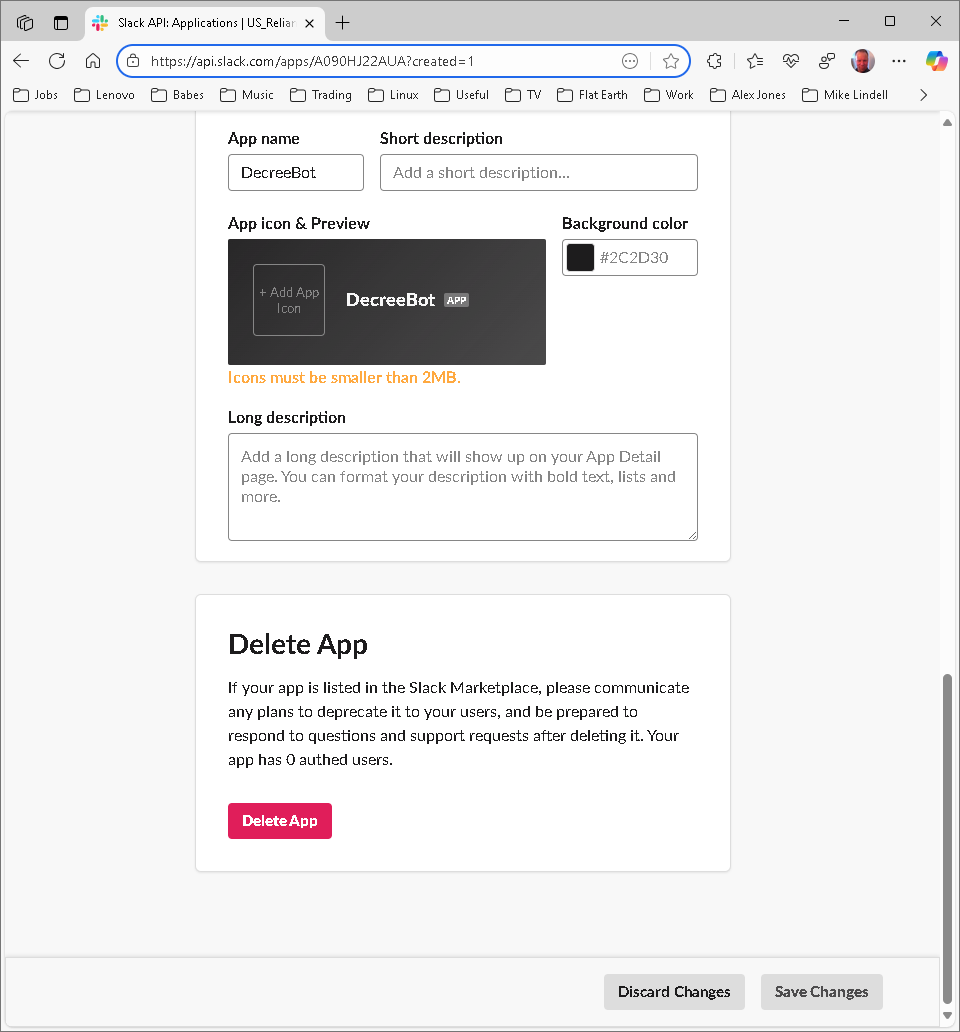 Slack API: Applications | US_Relian
https://api.slack.com/apps/A090HJ22AUA?created=1
Jobs Lenovo Babes Music Trading Linux Useful TV Flat Earth Work Alex Jones Mike Lindell
App name Short description
DecreeBot Add a short description...
App icon & Preview Background color
#2C2D30
+ Add App
Icon
DecreeBot APP
Icons must be smaller than 2MB.
Long description
Add a long description that will show up on your App Detail
page. You can format your description with bold text, lists and
more.
Delete App
If your app is listed in the Slack Marketplace, please communicate
any plans to deprecate it to your users, and be prepared to
respond to questions and support requests after deleting it. Your
app has 0 authed users.
Delete App
Discard Changes Save Changes